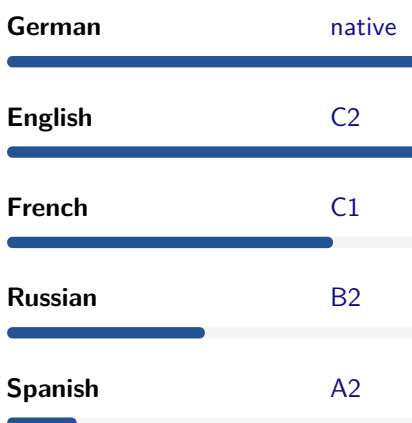 German native
English C2
French C1
Russian B2
Spanish A2